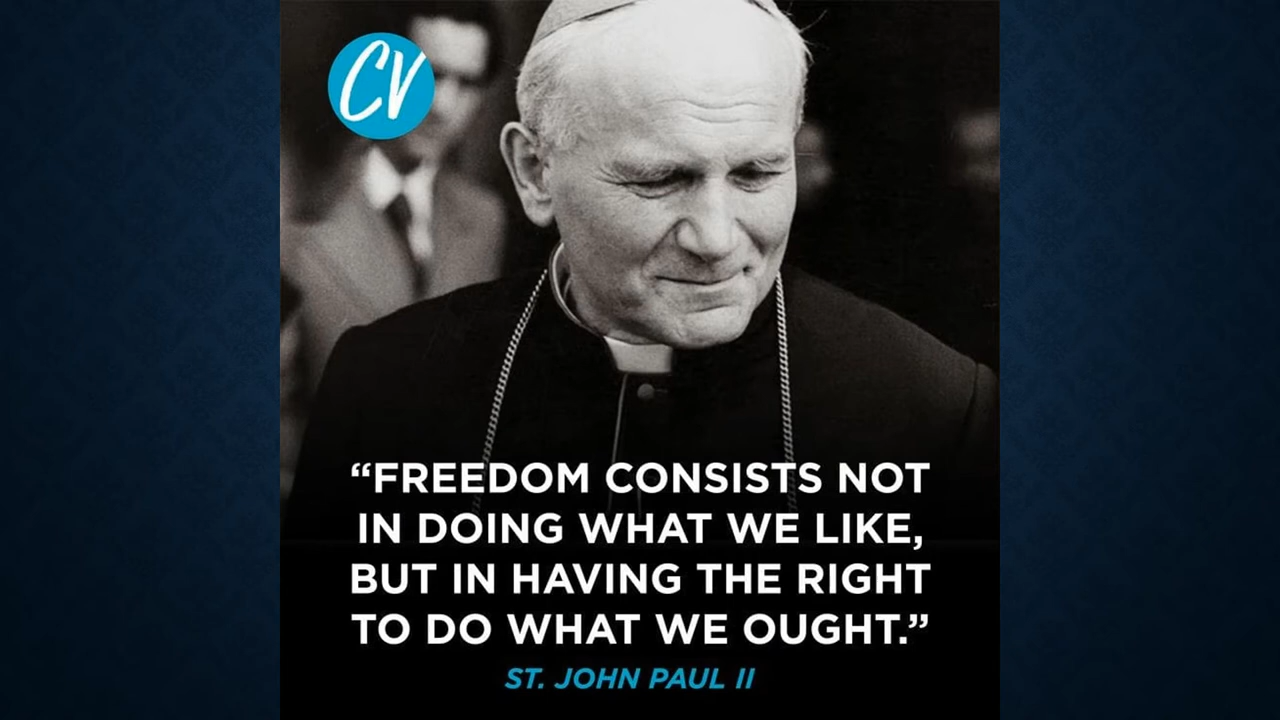 CV
“FREEDOM CONSISTS NOT
IN DOING WHAT WE LIKE,
BUT IN HAVING THE RIGHT
TO DO WHAT WE OUGHT.”
ST. JOHN PAUL II